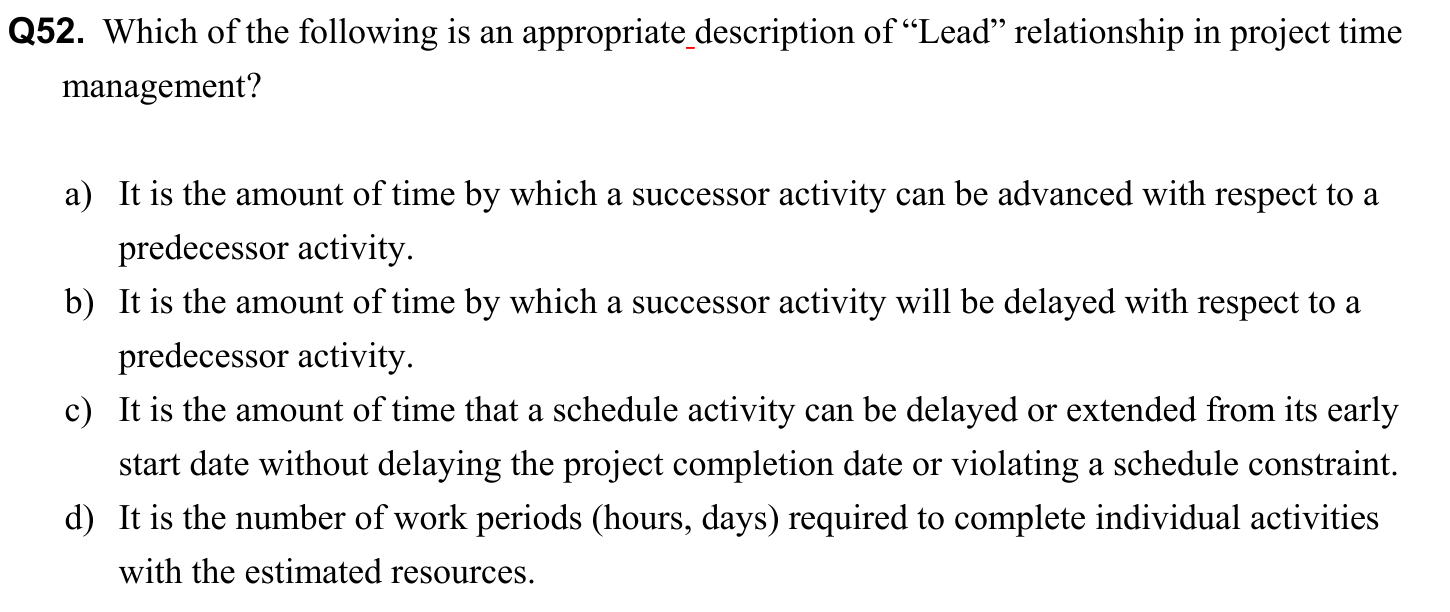 Q52. Which of the following is an appropriate description of “Lead” relationship in project time
management?
a) It is the amount of time by which a successor activity can be advanced with respect to a
predecessor activity.
b) It is the amount of time by which a successor activity will be delayed with respect to a
predecessor activity.
c) It is the amount of time that a schedule activity can be delayed or extended from its early
start date without delaying the project completion date or violating a schedule constraint.
d) It is the number of work periods (hours, days) required to complete individual activities
with the estimated resources.